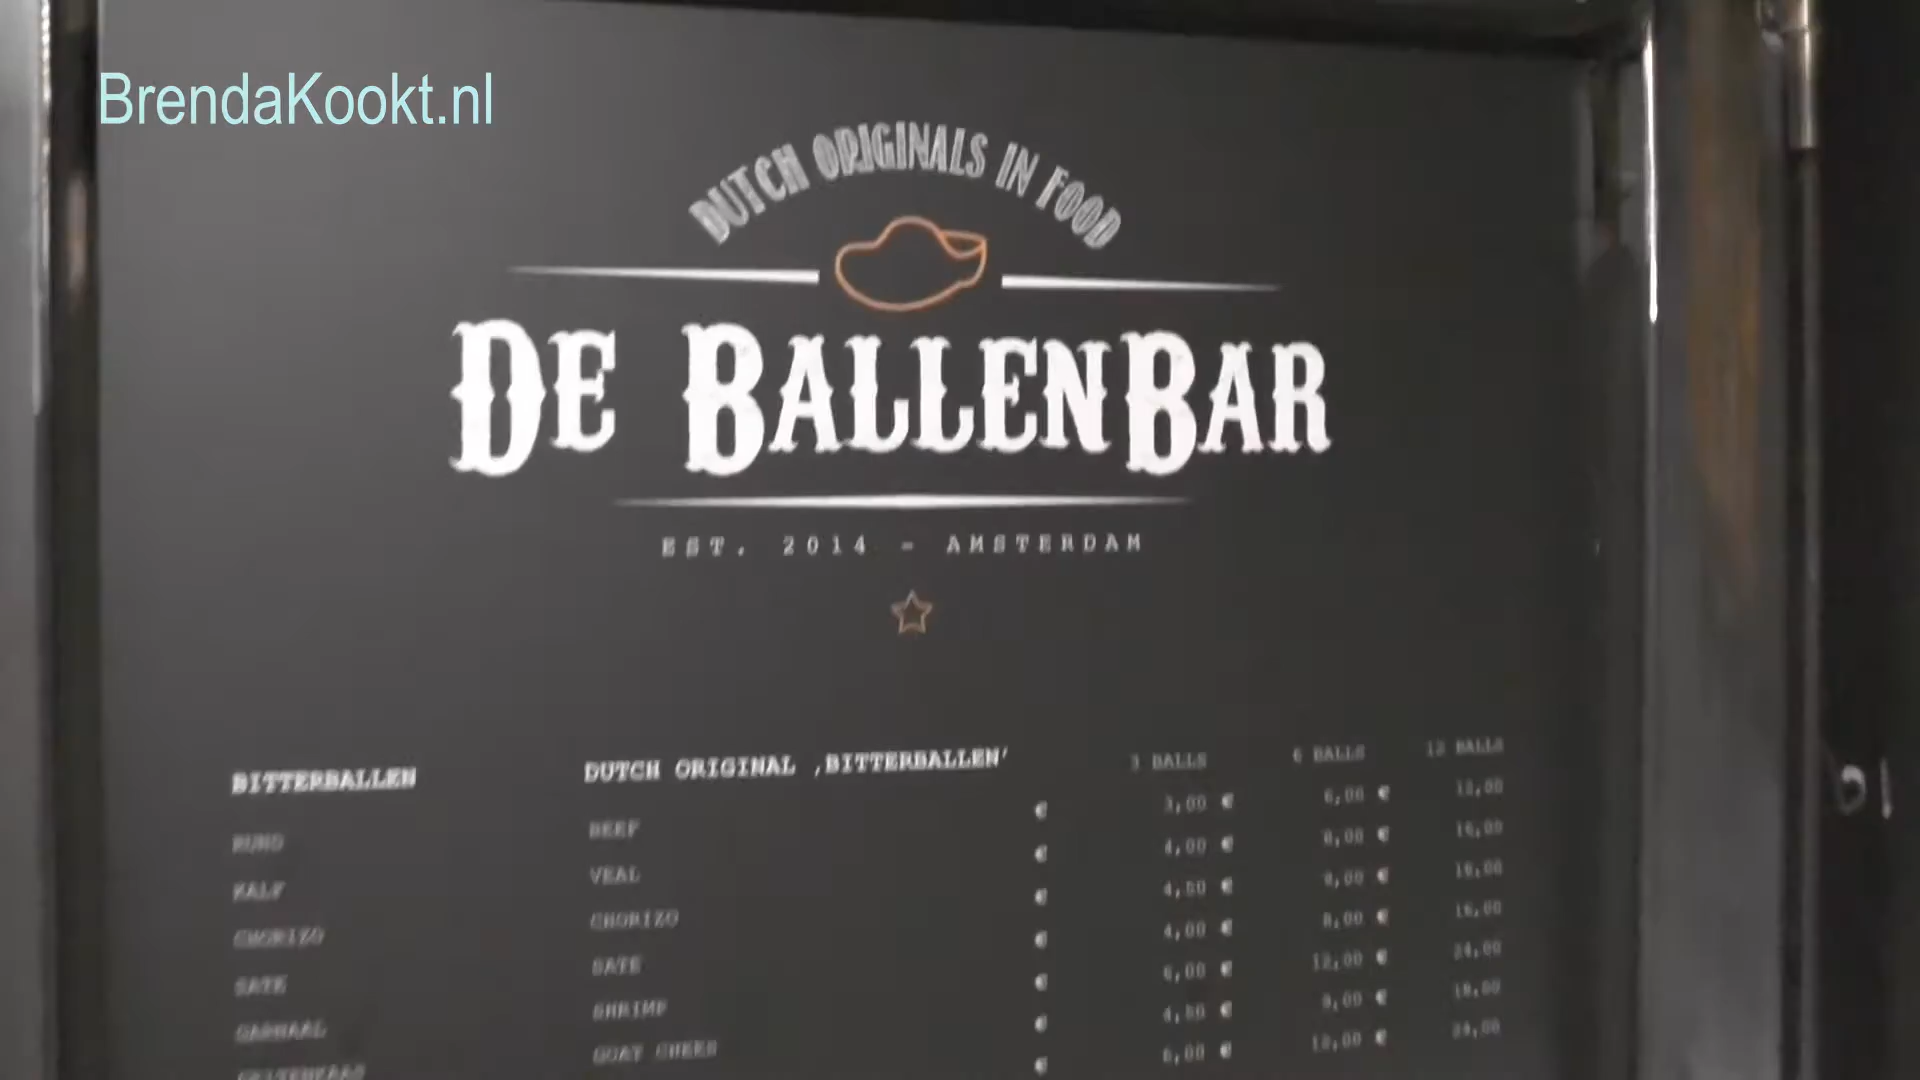 BrendaKookt.nl
DUTCH ORIGINALS IN FOOD
DE BALLENBAR
EST. 2014 - AMSTERDAM
BITTERBALLEN DUTCH ORIGINAL ‚BITTERBALLEN’ 3 BALLS 6 BALLS 12 BALLS
RUND BEEF € 3,00 € 6,00 € 12,00
KALF VEAL € 4,00 € 8,00 € 16,00
CHORIZO CHORIZO € 4,50 € 9,00 € 18,00
SATE SATE € 4,00 € 8,00 € 16,00
GARNAAL SHRIMP € 6,00 € 12,00 € 24,00
GEITENKAAS GOAT CHEES € 4,50 € 9,00 € 18,00
€ 6,00 € 12,00 € 24,00